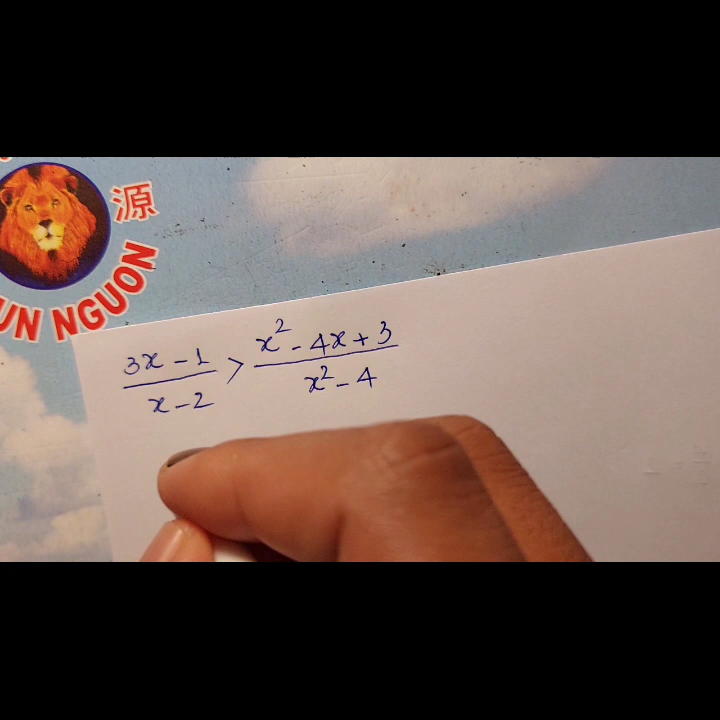 源
UN NGUON
3x - 1 / x - 2 > x² - 4x + 3 / x² - 4